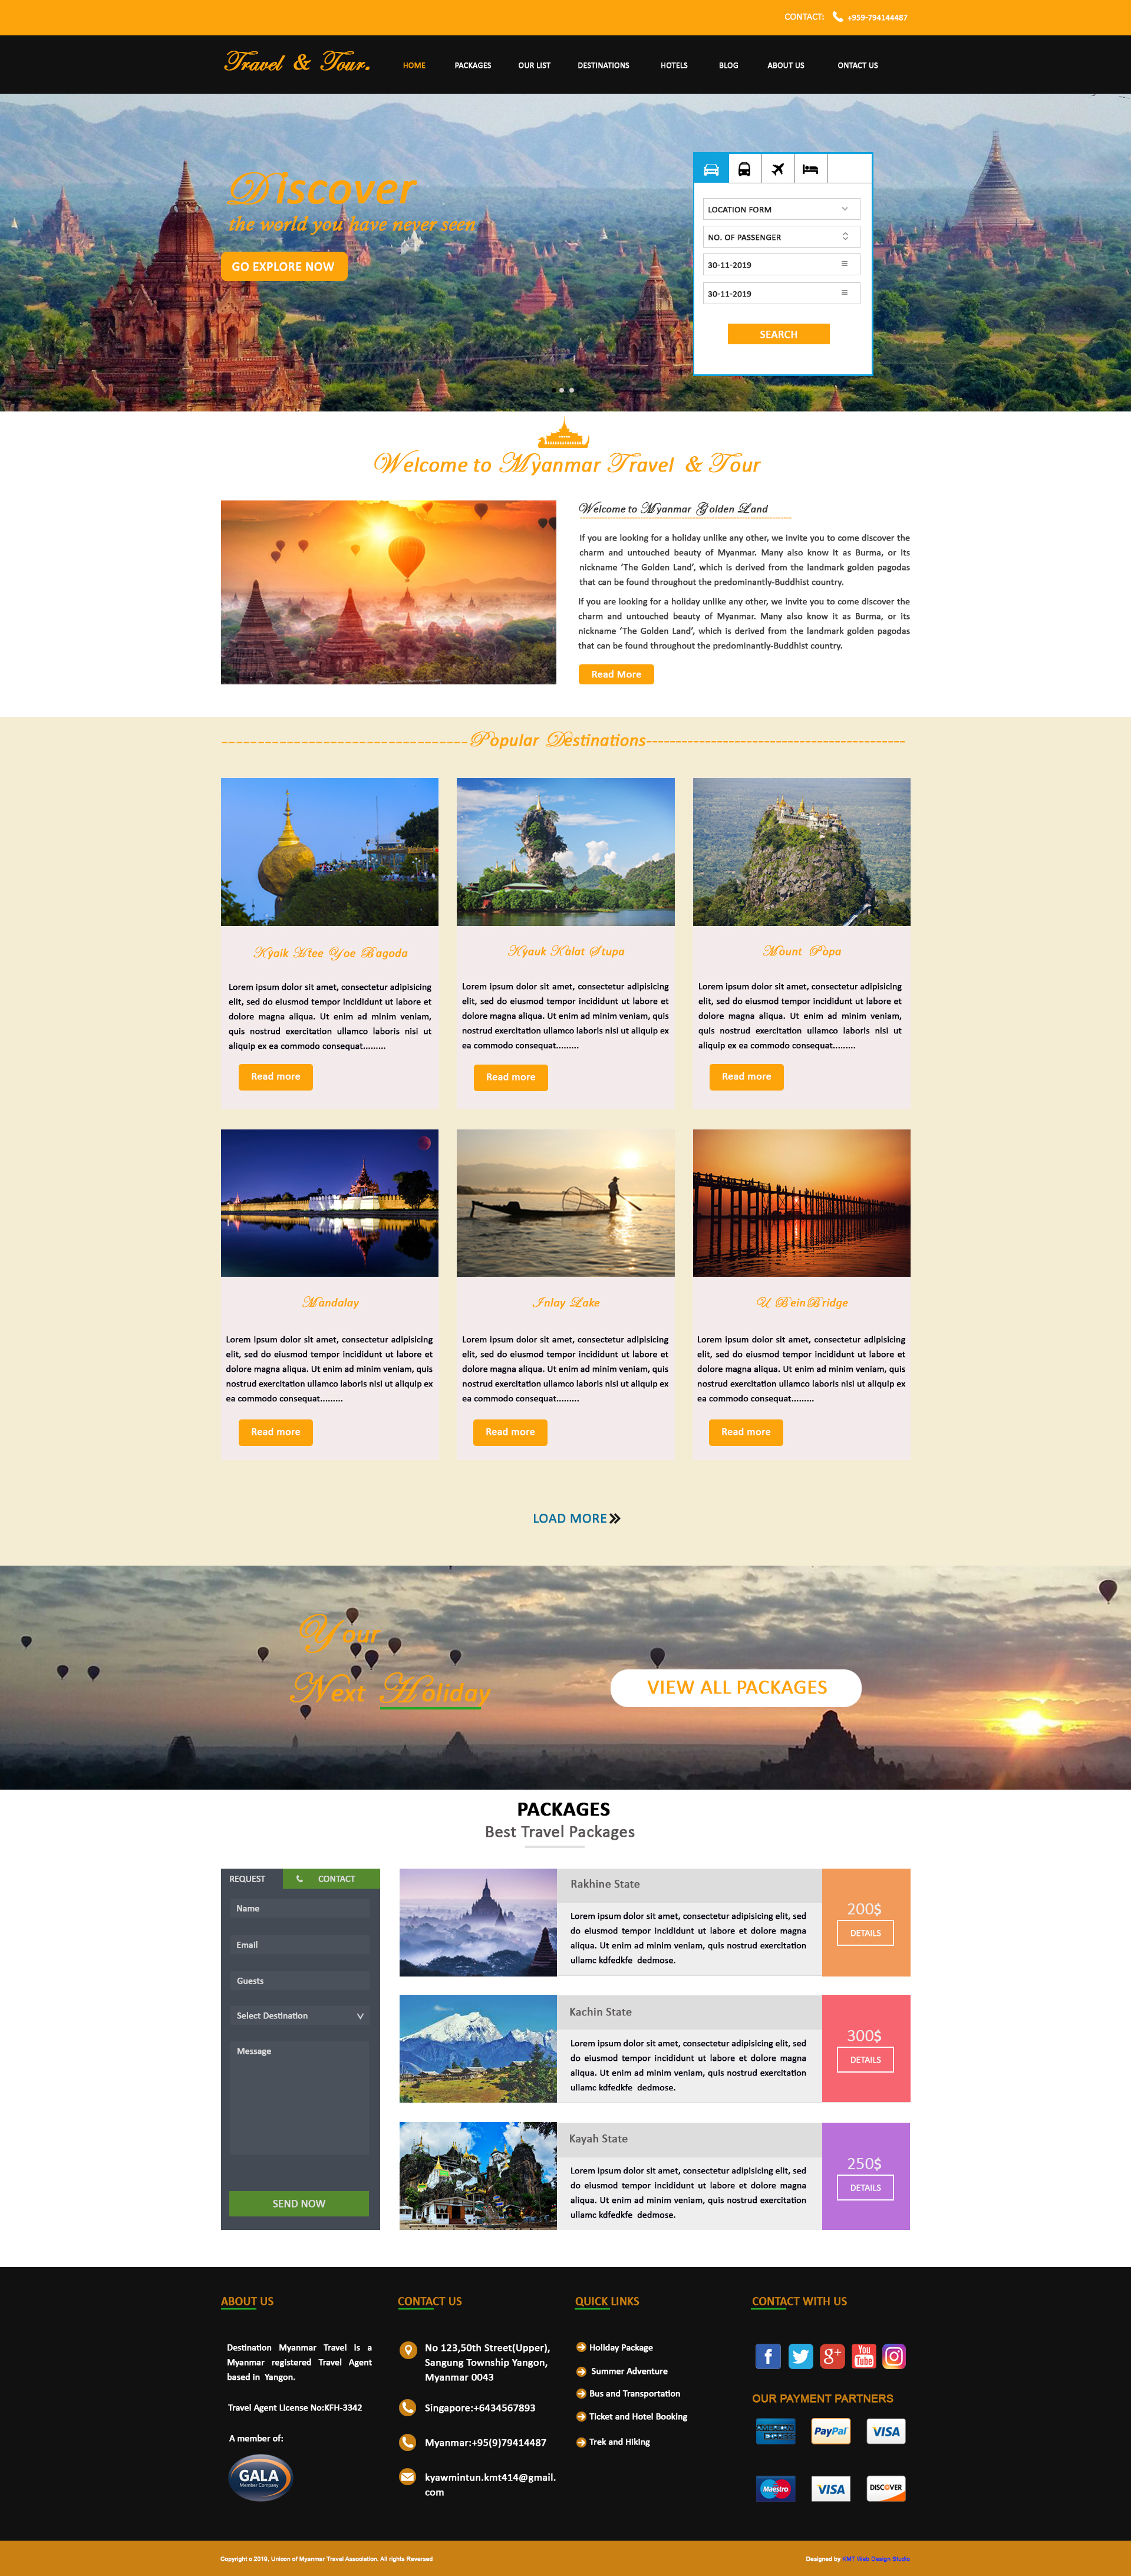 CONTACT: +959-794144487
Travel & Tour.
HOME PACKAGES OUR LIST DESTINATIONS HOTELS BLOG ABOUT US ONTACT US
Discover
the world you have never seen
GO EXPLORE NOW
LOCATION FORM
NO. OF PASSENGER
30-11-2019
30-11-2019
SEARCH
Welcome to Myanmar Travel & Tour
Welcome to Myanmar Golden Land
If you are looking for a holiday unlike any other, we invite you to come discover the
charm and untouched beauty of Myanmar. Many also know it as Burma, or its
nickname ‘The Golden Land’, which is derived from the landmark golden pagodas
that can be found throughout the predominantly-Buddhist country.
If you are looking for a holiday unlike any other, we invite you to come discover the
charm and untouched beauty of Myanmar. Many also know it as Burma, or its
nickname ‘The Golden Land’, which is derived from the landmark golden pagodas
that can be found throughout the predominantly-Buddhist country.
Read More
Popular Destinations
Kyaik Htee Yoe Bagoda
Lorem ipsum dolor sit amet, consectetur adipisicing
elit, sed do eiusmod tempor incididunt ut labore et
dolore magna aliqua. Ut enim ad minim veniam,
quis nostrud exercitation ullamco laboris nisi ut
aliquip ex ea commodo consequat.........
Read more
Kyauk Kalat Stupa
Lorem ipsum dolor sit amet, consectetur adipisicing
elit, sed do eiusmod tempor incididunt ut labore et
dolore magna aliqua. Ut enim ad minim veniam, quis
nostrud exercitation ullamco laboris nisi ut aliquip ex
ea commodo consequat.........
Read more
Mount Popa
Lorem ipsum dolor sit amet, consectetur adipisicing
elit, sed do eiusmod tempor incididunt ut labore et
dolore magna aliqua. Ut enim ad minim veniam,
quis nostrud exercitation ullamco laboris nisi ut
aliquip ex ea commodo consequat.........
Read more
Mandalay
Lorem ipsum dolor sit amet, consectetur adipisicing
elit, sed do eiusmod tempor incididunt ut labore et
dolore magna aliqua. Ut enim ad minim veniam, quis
nostrud exercitation ullamco laboris nisi ut aliquip ex
ea commodo consequat.........
Read more
Inlay Lake
Lorem ipsum dolor sit amet, consectetur adipisicing
elit, sed do eiusmod tempor incididunt ut labore et
dolore magna aliqua. Ut enim ad minim veniam, quis
nostrud exercitation ullamco laboris nisi ut aliquip ex
ea commodo consequat.........
Read more
U BeinBridge
Lorem ipsum dolor sit amet, consectetur adipisicing
elit, sed do eiusmod tempor incididunt ut labore et
dolore magna aliqua. Ut enim ad minim veniam, quis
nostrud exercitation ullamco laboris nisi ut aliquip ex
ea commodo consequat.........
Read more
LOAD MORE
Your
Next Holiday
VIEW ALL PACKAGES
PACKAGES
Best Travel Packages
REQUEST CONTACT
Name
Email
Guests
Select Destination
Message
SEND NOW
Rakhine State
Lorem ipsum dolor sit amet, consectetur adipisicing elit, sed
do eiusmod tempor incididunt ut labore et dolore magna
aliqua. Ut enim ad minim veniam, quis nostrud exercitation
ullamc kdfedkfe dedmose.
200$
DETAILS
Kachin State
Lorem ipsum dolor sit amet, consectetur adipisicing elit, sed
do eiusmod tempor incididunt ut labore et dolore magna
aliqua. Ut enim ad minim veniam, quis nostrud exercitation
ullamc kdfedkfe dedmose.
300$
DETAILS
Kayah State
Lorem ipsum dolor sit amet, consectetur adipisicing elit, sed
do eiusmod tempor incididunt ut labore et dolore magna
aliqua. Ut enim ad minim veniam, quis nostrud exercitation
ullamc kdfedkfe dedmose.
250$
DETAILS
ABOUT US
Destination Myanmar Travel is a
Myanmar registered Travel Agent
based in Yangon.
Travel Agent License No:KFH-3342
A member of:
GALA
Member Company
CONTACT US
No 123,50th Street(Upper),
Sangung Township Yangon,
Myanmar 0043
Singapore:+6434567893
Myanmar:+95(9)79414487
kyawmintun.kmt414@gmail.
com
QUICK LINKS
Holiday Package
Summer Adventure
Bus and Transportation
Ticket and Hotel Booking
Trek and Hiking
CONTACT WITH US
f g+ You Tube
OUR PAYMENT PARTNERS
AMERICAN EXPRESS PayPal VISA
Maestro VISA DISCOVER
Copyright c 2019, Unioon of Myanmar Travel Association. All rights Reversed
Designed by KMT Web Design Studio